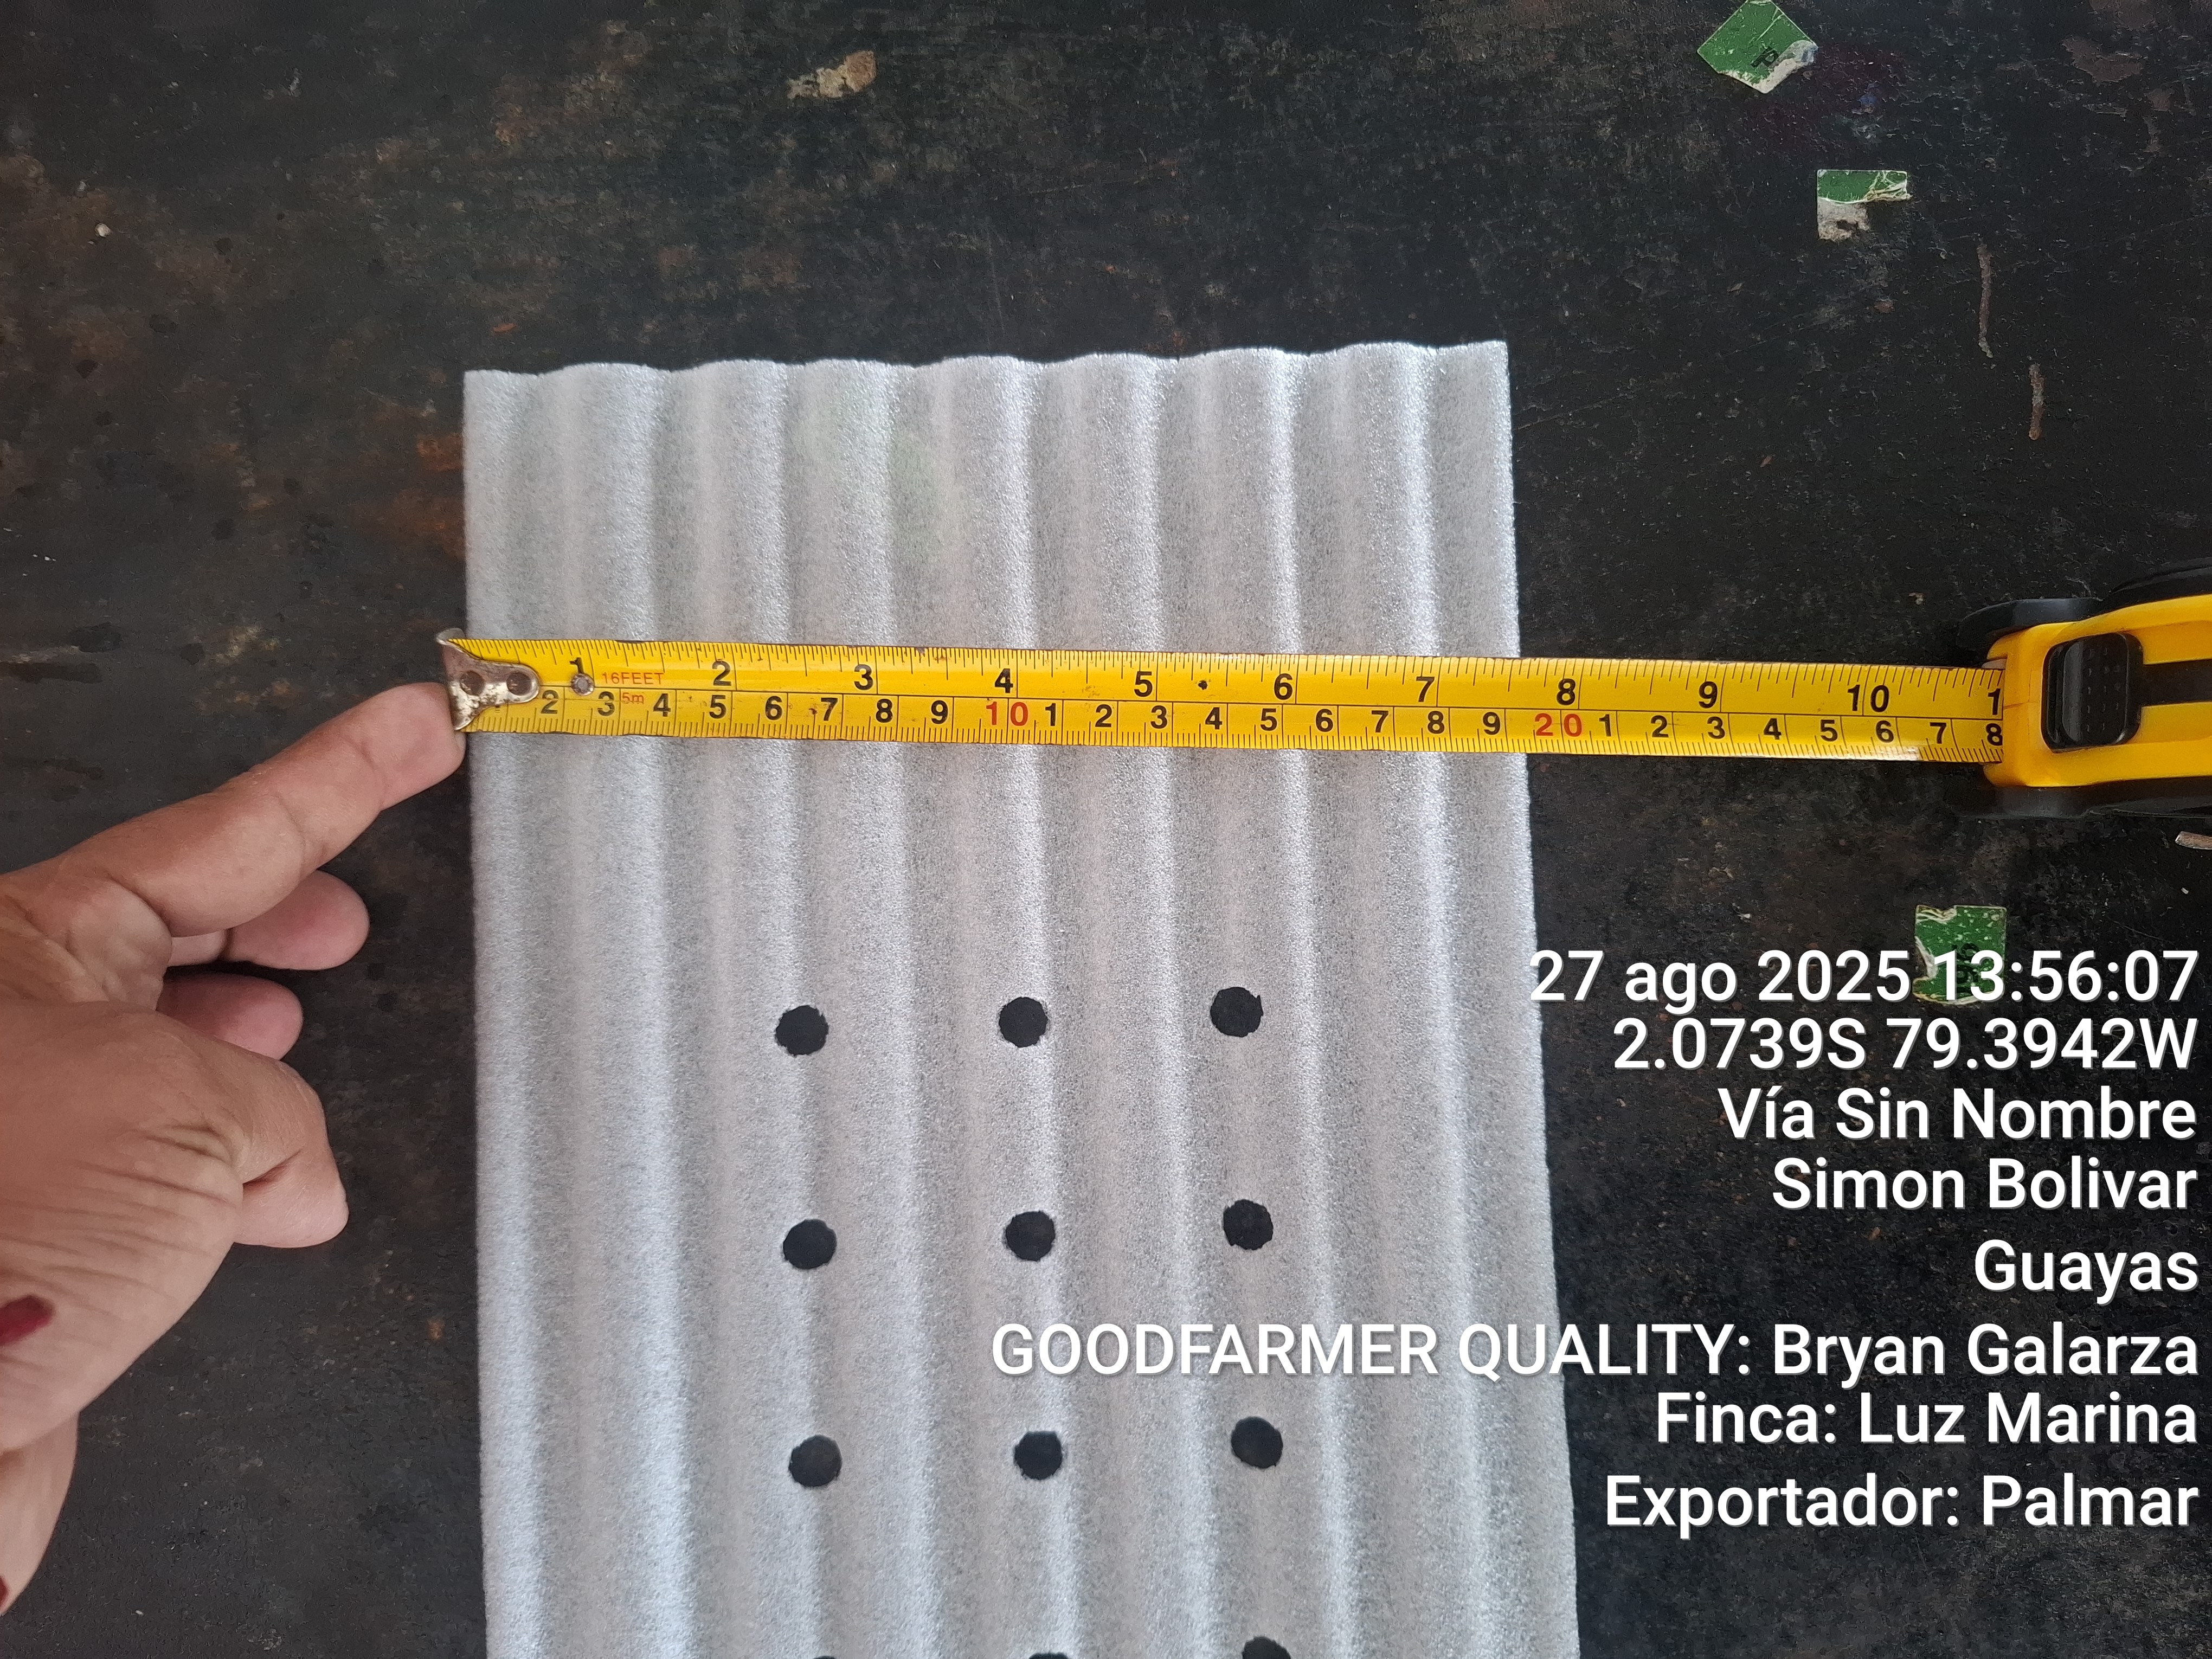 1 2 3 4 5 6 7 8 9 10 1
16FEET
5m
2 3 4 5 6 7 8 9 10 1 2 3 4 5 6 7 8 9 20 1 2 3 4 5 6 7 8
27 ago 2025 13:56:07
2.0739S 79.3942W
Vía Sin Nombre
Simon Bolivar
Guayas
GOODFARMER QUALITY: Bryan Galarza
Finca: Luz Marina
Exportador: Palmar